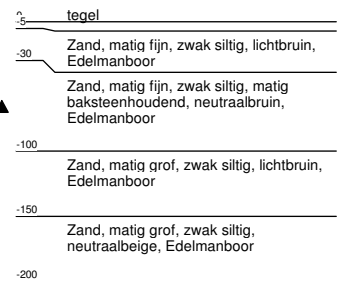 tegel
-5
Zand, matig fijn, zwak siltig, lichtbruin,
Edelmanboor
-30
Zand, matig fijn, zwak siltig, matig
baksteenhoudend, neutraalbruin,
Edelmanboor
-100
Zand, matig grof, zwak siltig, lichtbruin,
Edelmanboor
-150
Zand, matig grof, zwak siltig,
neutraalbeige, Edelmanboor
-200